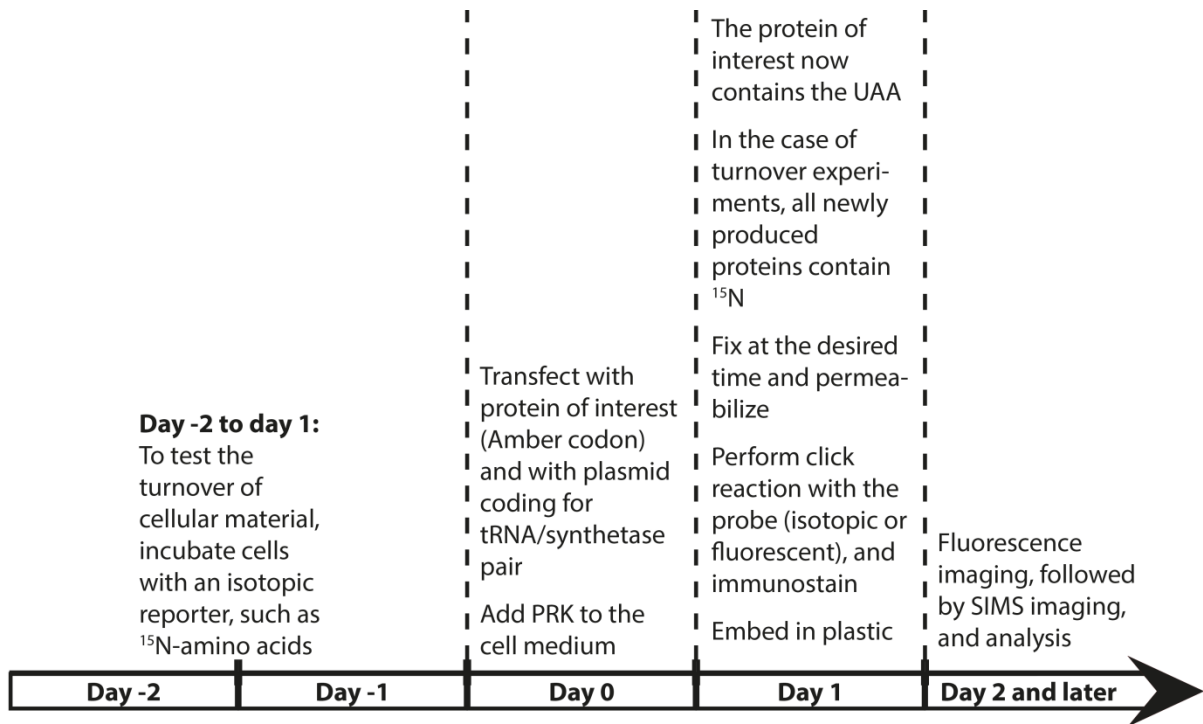 Day -2 to day 1:
To test the
turnover of
cellular material,
incubate cells
with an isotopic
reporter, such as
¹⁵N-amino acids
Transfect with
protein of interest
(Amber codon)
and with plasmid
coding for
tRNA/synthetase
pair
Add PRK to the
cell medium
The protein of
interest now
contains the UAA
In the case of
turnover experi-
ments, all newly
produced
proteins contain
¹⁵N
Fix at the desired
time and permea-
bilize
Perform click
reaction with the
probe (isotopic or
fluorescent), and
immunostain
Embed in plastic
Fluorescence
imaging, followed
by SIMS imaging,
and analysis
Day -2
Day -1
Day 0
Day 1
Day 2 and later